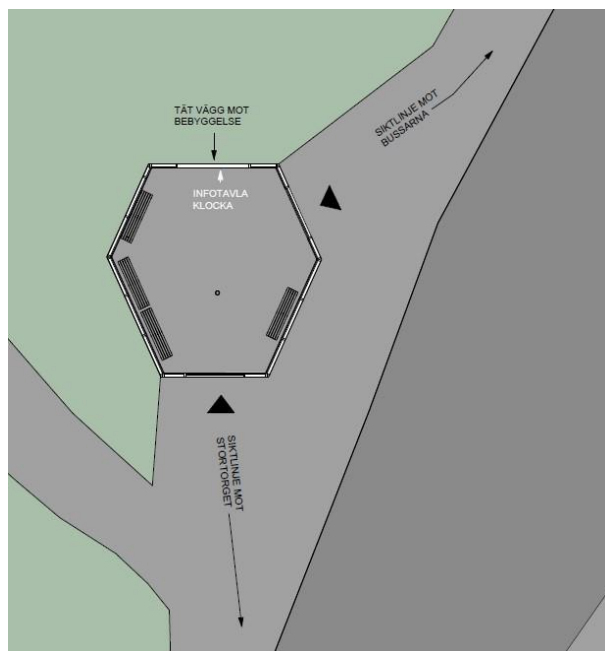 TÄT VÄGG MOT
BEBYGGELSE
SIKTLINJE MOT
BUSSARNA
INFOTAVLA
KLOCKA
SIKTLINJE MOT
STORTORGET